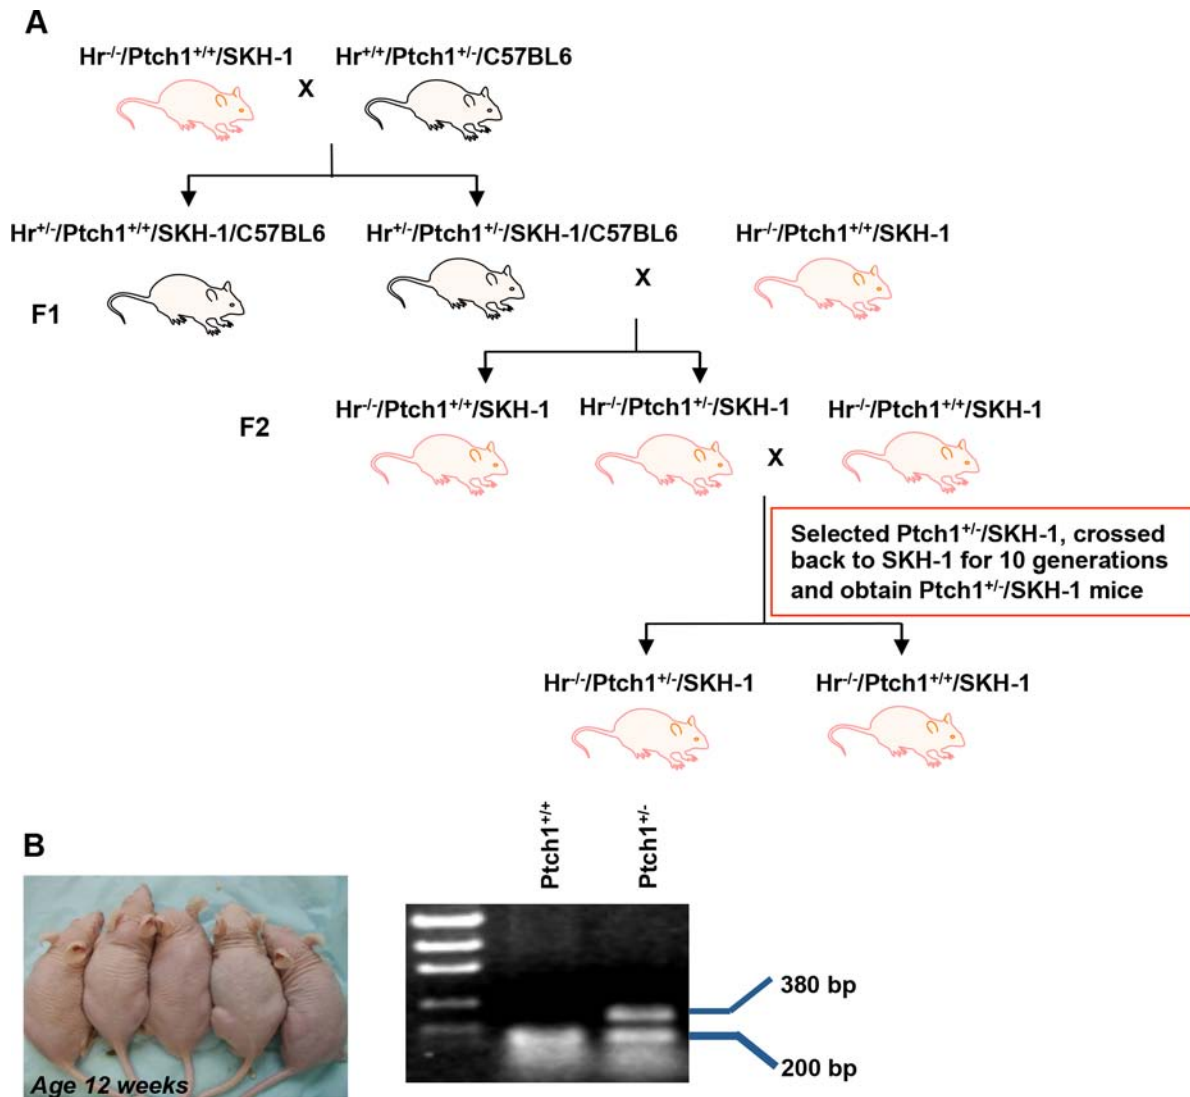 A
Hr-/-/Ptch1+/+/SKH-1
X
Hr+/+/Ptch1+/-/C57BL6
Hr+/-/Ptch1+/+/SKH-1/C57BL6
Hr+/-/Ptch1+/-/SKH-1/C57BL6
Hr-/-/Ptch1+/+/SKH-1
X
F1
Hr-/-/Ptch1+/+/SKH-1
Hr-/-/Ptch1+/-/SKH-1
Hr-/-/Ptch1+/+/SKH-1
F2
X
Selected Ptch1+/-/SKH-1, crossed
back to SKH-1 for 10 generations
and obtain Ptch1+/-/SKH-1 mice
Hr-/-/Ptch1+/-/SKH-1
Hr-/-/Ptch1+/+/SKH-1
B
Age 12 weeks
Ptch1+/+
Ptch1+/-
380 bp
200 bp